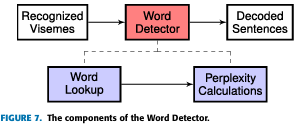 Recognized
Visemes
Word
Detector
Decoded
Sentences
Word
Lookup
Perplexity
Calculations
FIGURE 7. The components of the Word Detector.